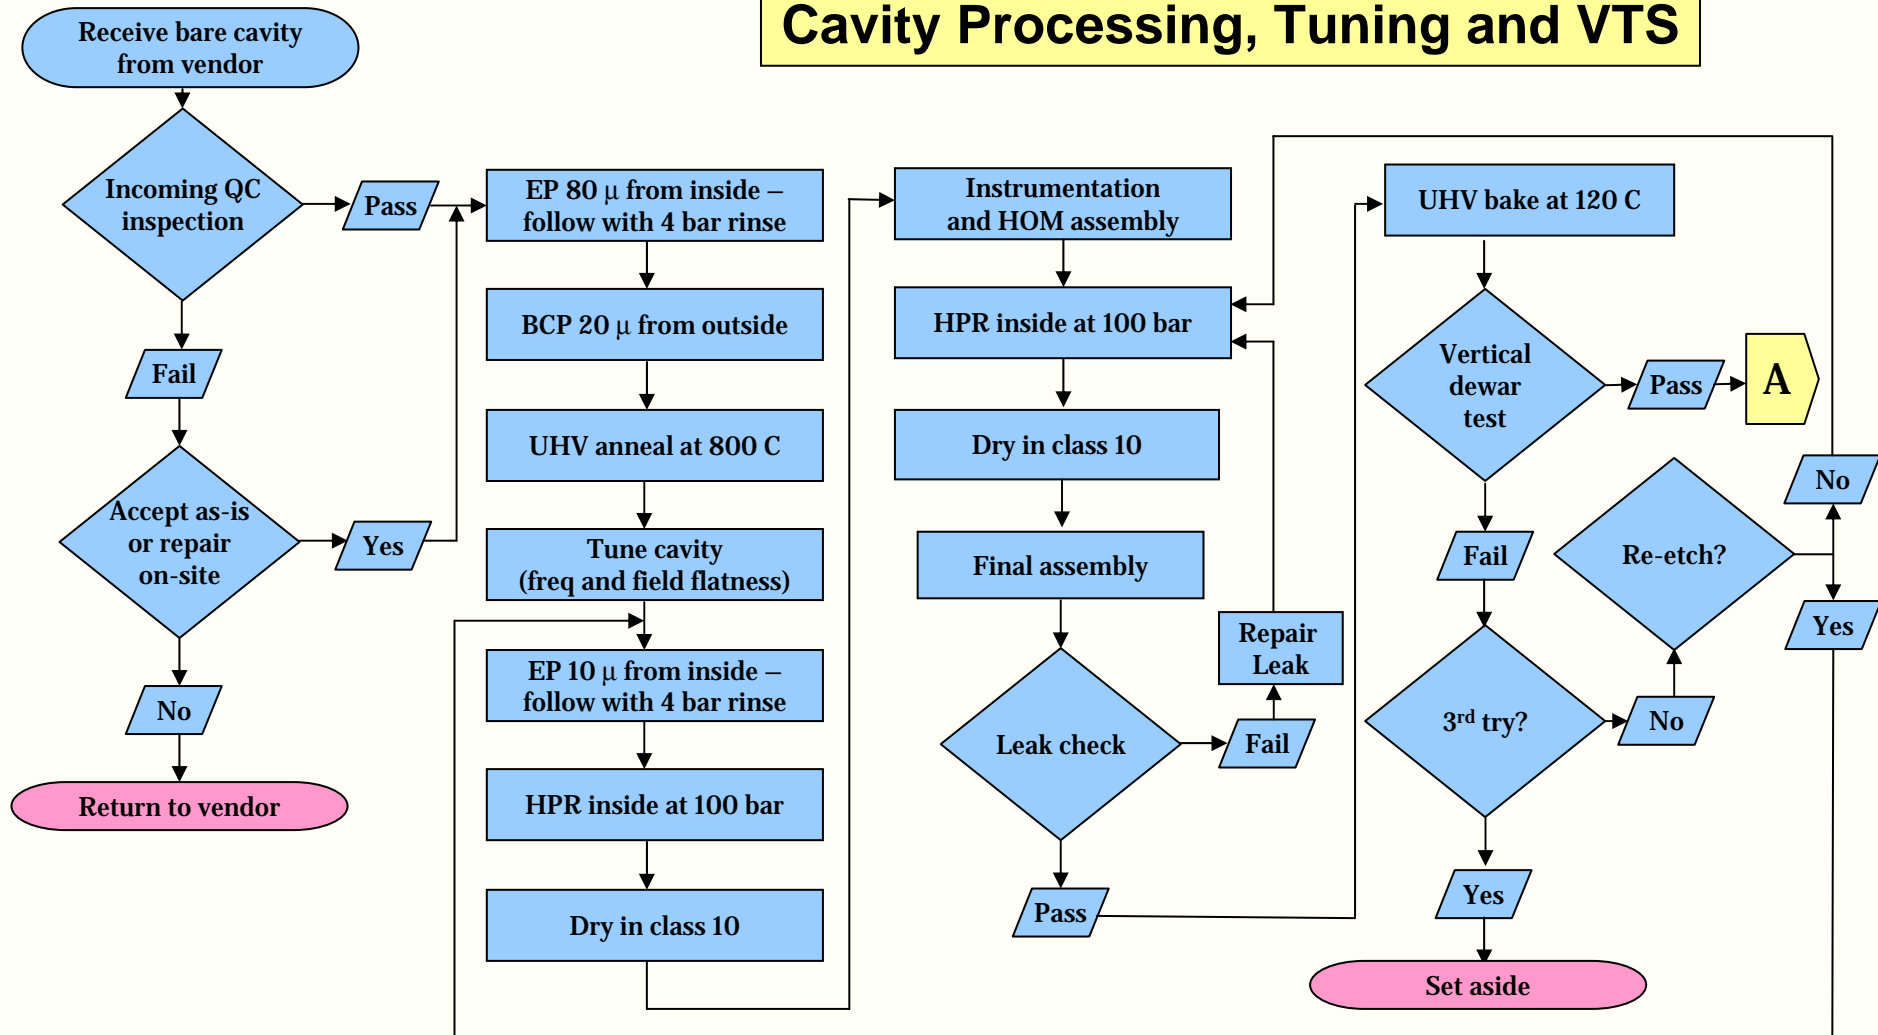 Cavity Processing, Tuning and VTS
Receive bare cavity
from vendor
Incoming QC
inspection
Pass
Fail
Accept as-is
or repair
on-site
Yes
No
Return to vendor
EP 80 μ from inside –
follow with 4 bar rinse
BCP 20 μ from outside
UHV anneal at 800 C
Tune cavity
(freq and field flatness)
EP 10 μ from inside –
follow with 4 bar rinse
HPR inside at 100 bar
Dry in class 10
Instrumentation
and HOM assembly
HPR inside at 100 bar
Dry in class 10
Final assembly
Leak check
Fail
Repair
Leak
Pass
UHV bake at 120 C
Vertical
dewar
test
Pass
A
Fail
3rd try?
No
Re-etch?
No
Yes
Yes
Set aside